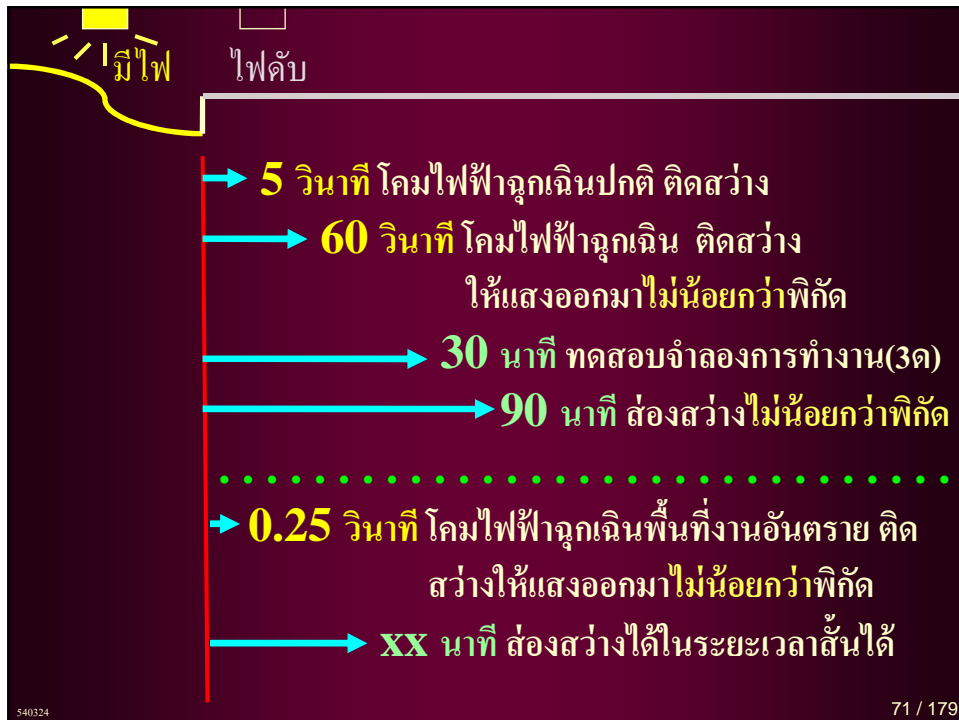 มีไฟ ไฟดับ
5 วินาที โคมไฟฟ้าฉุกเฉินปกติ ติดสว่าง
60 วินาที โคมไฟฟ้าฉุกเฉิน ติดสว่าง
ให้แสงออกมาไม่น้อยกว่าพิกัด
30 นาที ทดสอบจำลองการทำงาน(3ด)
90 นาที ส่องสว่างไม่น้อยกว่าพิกัด
0.25 วินาที โคมไฟฟ้าฉุกเฉินพื้นที่งานอันตราย ติด
สว่างให้แสงออกมาไม่น้อยกว่าพิกัด
xx นาที ส่องสว่างได้ในระยะเวลาสั้นได้
540324
71 / 179